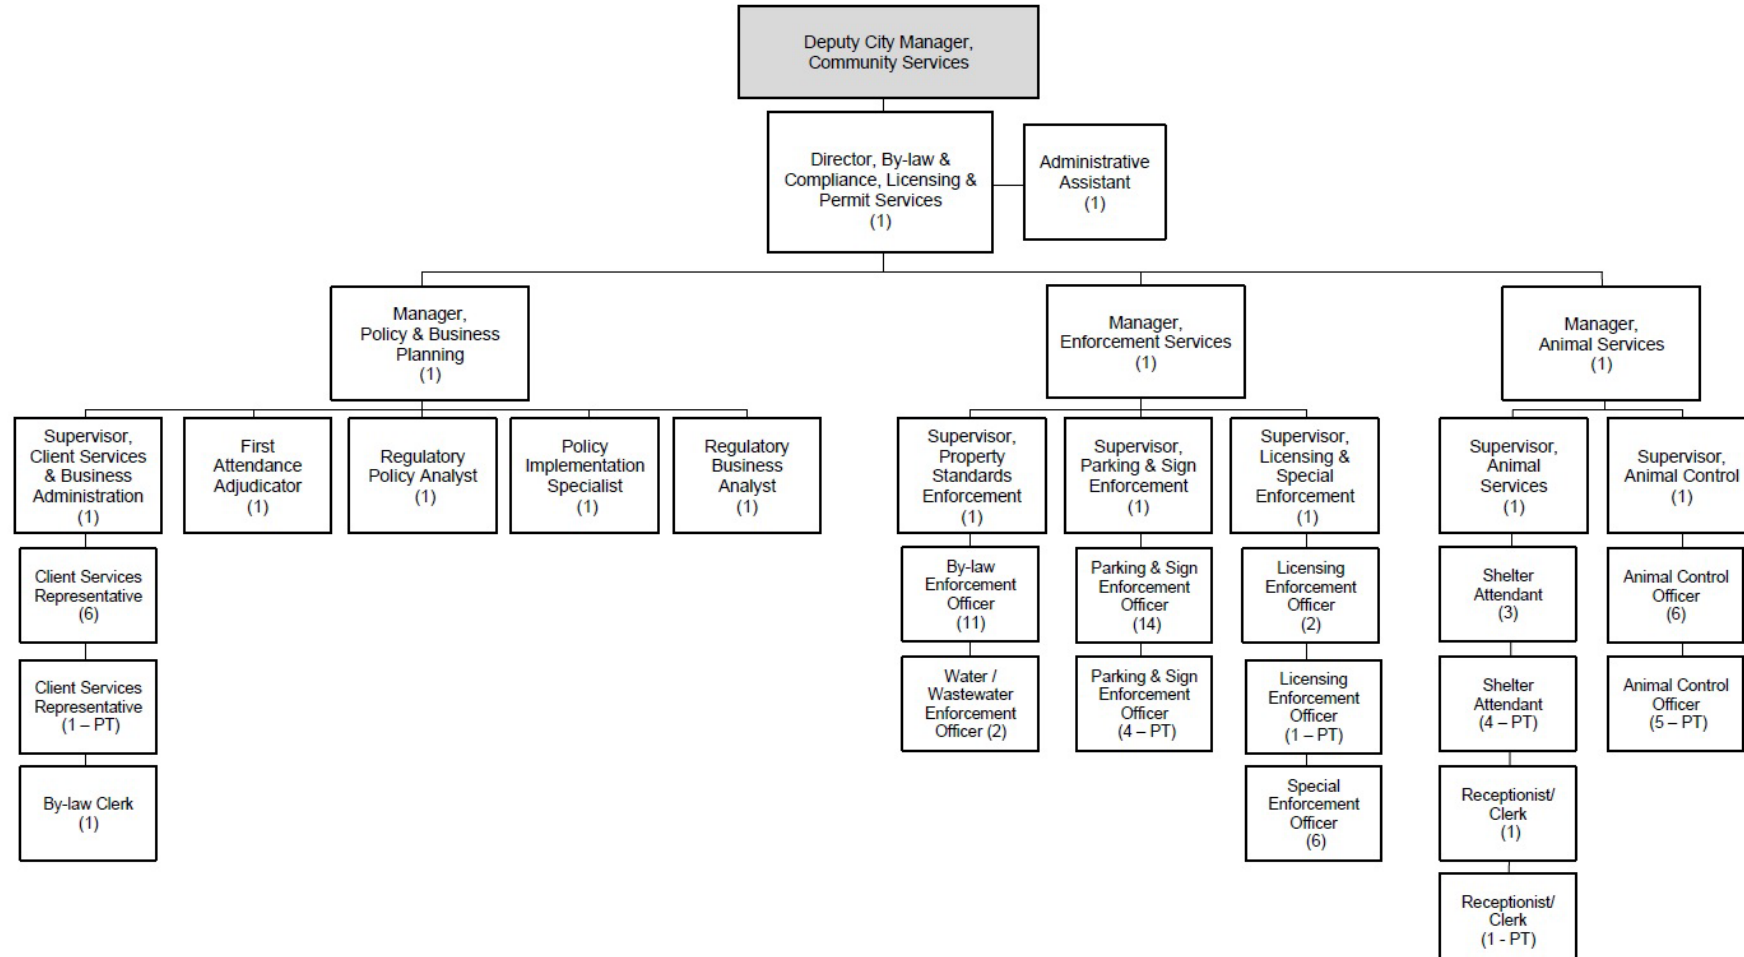 Deputy City Manager,
Community Services
Director, By-law &
Compliance, Licensing &
Permit Services
(1)
Administrative
Assistant
(1)
Manager,
Policy & Business
Planning
(1)
Manager,
Enforcement Services
(1)
Manager,
Animal Services
(1)
Supervisor,
Client Services
& Business
Administration
(1)
First
Attendance
Adjudicator
(1)
Regulatory
Policy Analyst
(1)
Policy
Implementation
Specialist
(1)
Regulatory
Business
Analyst
(1)
Supervisor,
Property
Standards
Enforcement
(1)
Supervisor,
Parking & Sign
Enforcement
(1)
Supervisor,
Licensing &
Special
Enforcement
(1)
Supervisor,
Animal
Services
(1)
Supervisor,
Animal Control
(1)
Client Services
Representative
(6)
By-law
Enforcement
Officer
(11)
Parking & Sign
Enforcement
Officer
(14)
Licensing
Enforcement
Officer
(2)
Shelter
Attendant
(3)
Animal Control
Officer
(6)
Client Services
Representative
(1 – PT)
Water /
Wastewater
Enforcement
Officer (2)
Parking & Sign
Enforcement
Officer
(4 – PT)
Licensing
Enforcement
Officer
(1 – PT)
Shelter
Attendant
(4 – PT)
Animal Control
Officer
(5 – PT)
By-law Clerk
(1)
Special
Enforcement
Officer
(6)
Receptionist/
Clerk
(1)
Receptionist/
Clerk
(1 - PT)